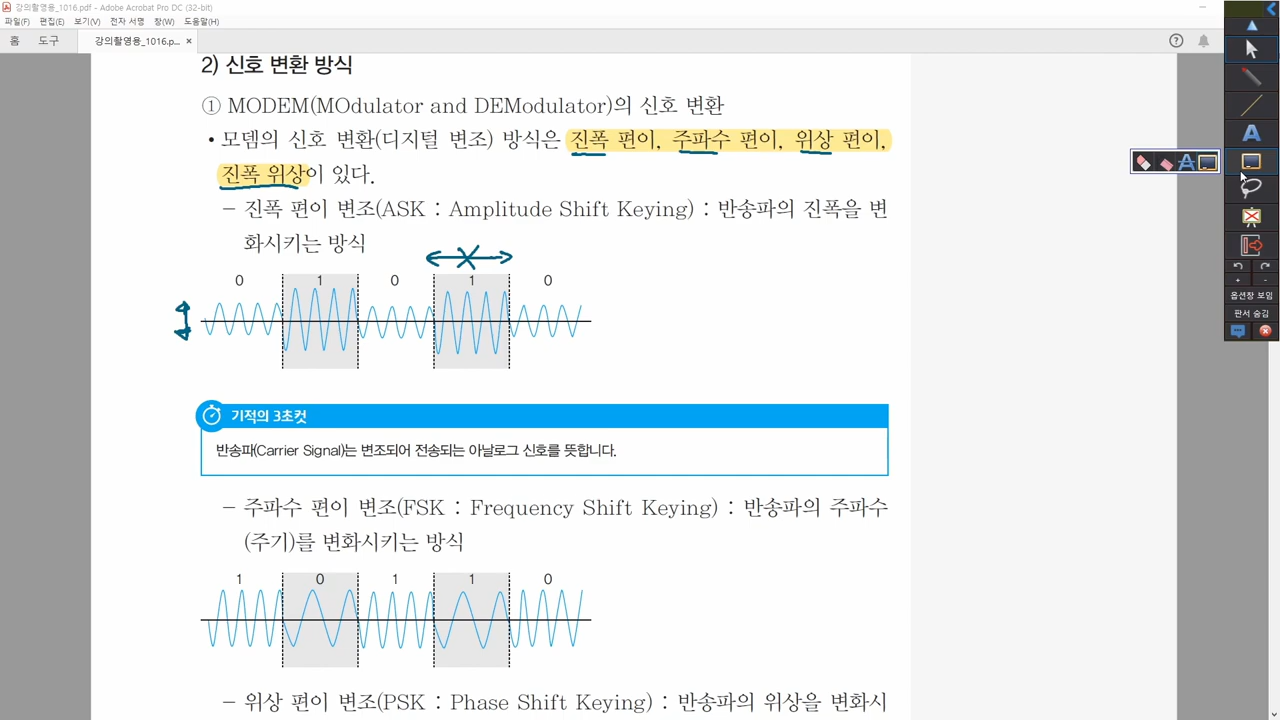 강의촬영용_1016.pdf - Adobe Acrobat Pro DC (32-bit)
파일(F) 편집(E) 보기(V) 전자 서명 창(W) 도움말(H)
홈 도구 강의촬영용_1016.p... ×
2) 신호 변환 방식
① MODEM(MOdulator and DEModulator)의 신호 변환
• 모뎀의 신호 변환(디지털 변조) 방식은 진폭 편이, 주파수 편이, 위상 편이,
진폭 위상이 있다.
– 진폭 편이 변조(ASK : Amplitude Shift Keying) : 반송파의 진폭을 변
화시키는 방식
0 1 0 1 0
기적의 3초컷
반송파(Carrier Signal)는 변조되어 전송되는 아날로그 신호를 뜻합니다.
– 주파수 편이 변조(FSK : Frequency Shift Keying) : 반송파의 주파수
(주기)를 변화시키는 방식
1 0 1 1 0
– 위상 편이 변조(PSK : Phase Shift Keying) : 반송파의 위상을 변화시
A
A
+ -
옵션장 보임
판서 숨김